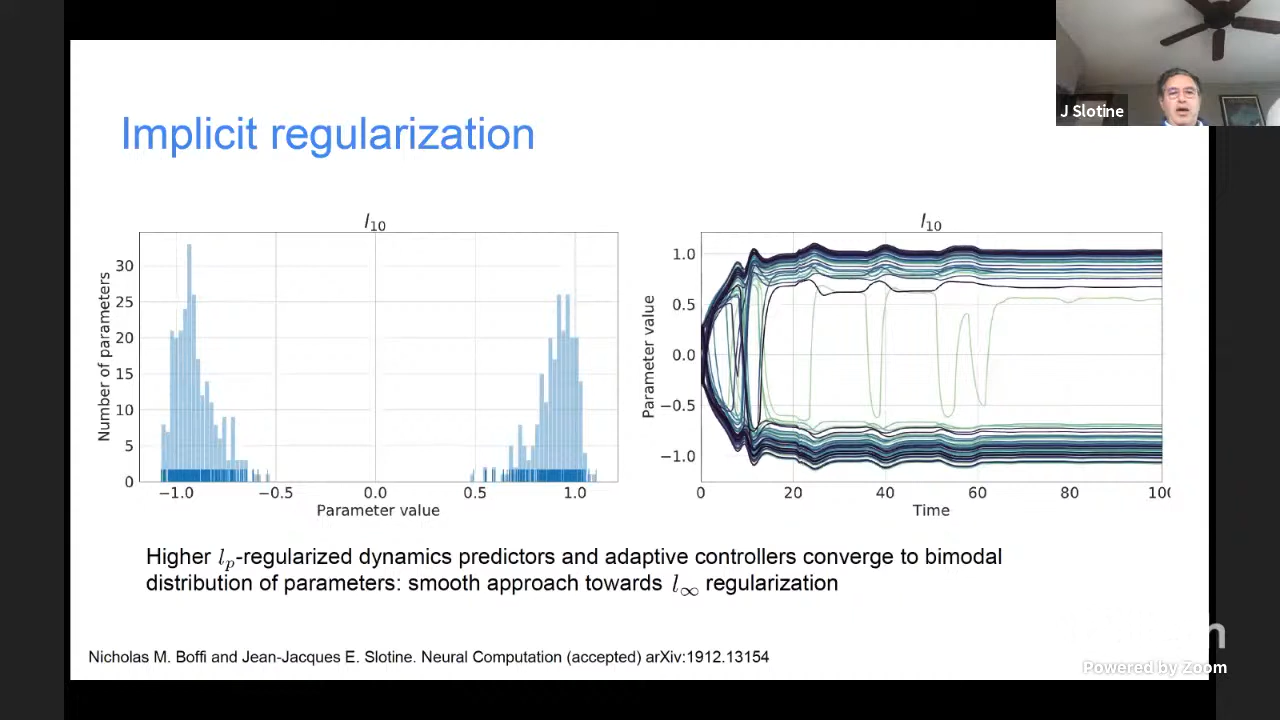 J Slotine
Implicit regularization
l10
Number of parameters
30
25
20
15
10
5
0
−1.0 −0.5 0.0 0.5 1.0
Parameter value
l10
Parameter value
1.0
0.5
0.0
−0.5
−1.0
0 20 40 60 80 100
Time
Higher lp-regularized dynamics predictors and adaptive controllers converge to bimodal
distribution of parameters: smooth approach towards l∞ regularization
Nicholas M. Boffi and Jean-Jacques E. Slotine. Neural Computation (accepted) arXiv:1912.13154
Powered by Zoom